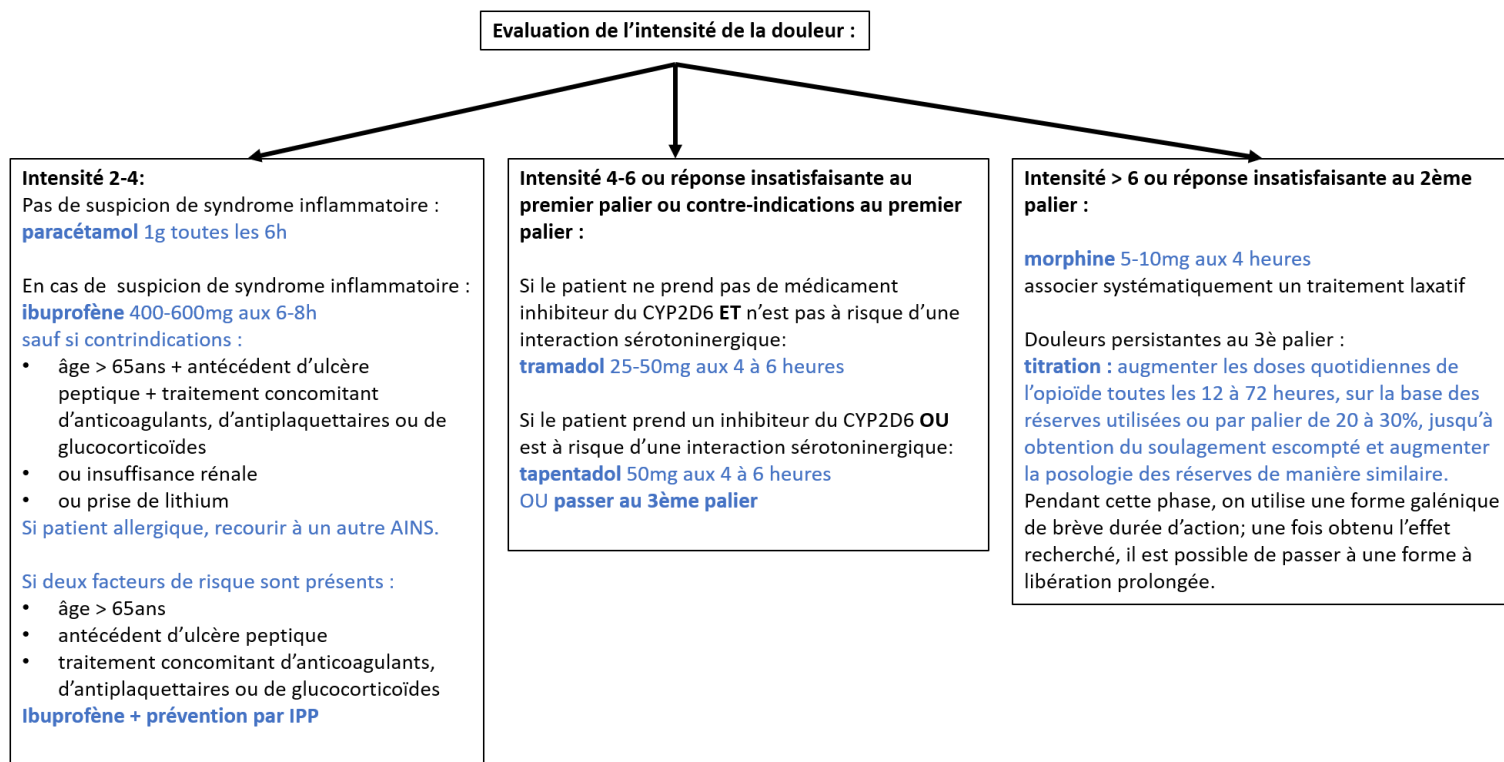 Evaluation de l’intensité de la douleur :
Intensité 2-4:
Pas de suspicion de syndrome inflammatoire :
paracétamol 1g toutes les 6h
En cas de  suspicion de syndrome inflammatoire :
ibuprofène 400-600mg aux 6-8h
sauf si contrindications :
• âge > 65ans + antécédent d’ulcère
peptique + traitement concomitant
d’anticoagulants, d’antiplaquettaires ou de
glucocorticoïdes
• ou insuffisance rénale
• ou prise de lithium
Si patient allergique, recourir à un autre AINS.
Si deux facteurs de risque sont présents :
• âge > 65ans
• antécédent d’ulcère peptique
• traitement concomitant d’anticoagulants,
d’antiplaquettaires ou de glucocorticoïdes
Ibuprofène + prévention par IPP
Intensité 4-6 ou réponse insatisfaisante au
premier palier ou contre-indications au premier
palier :
Si le patient ne prend pas de médicament
inhibiteur du CYP2D6 ET n’est pas à risque d’une
interaction sérotoninergique:
tramadol 25-50mg aux 4 à 6 heures
Si le patient prend un inhibiteur du CYP2D6 OU
est à risque d’une interaction sérotoninergique:
tapentadol 50mg aux 4 à 6 heures
OU passer au 3ème palier
Intensité > 6 ou réponse insatisfaisante au 2ème
palier :
morphine 5-10mg aux 4 heures
associer systématiquement un traitement laxatif
Douleurs persistantes au 3è palier :
titration : augmenter les doses quotidiennes de
l’opioïde toutes les 12 à 72 heures, sur la base des
réserves utilisées ou par palier de 20 à 30%, jusqu’à
obtention du soulagement escompté et augmenter
la posologie des réserves de manière similaire.
Pendant cette phase, on utilise une forme galénique
de brève durée d’action; une fois obtenu l’effet
recherché, il est possible de passer à une forme à
libération prolongée.